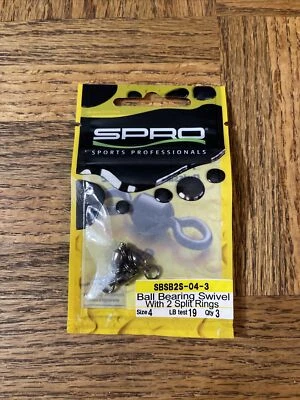 SPRO
SPORTS PROFESSIONALS
SBSB2S-04-3
Ball Bearing Swivel
With 2 Split Rings
Size 4 LB test 19 Qty 3